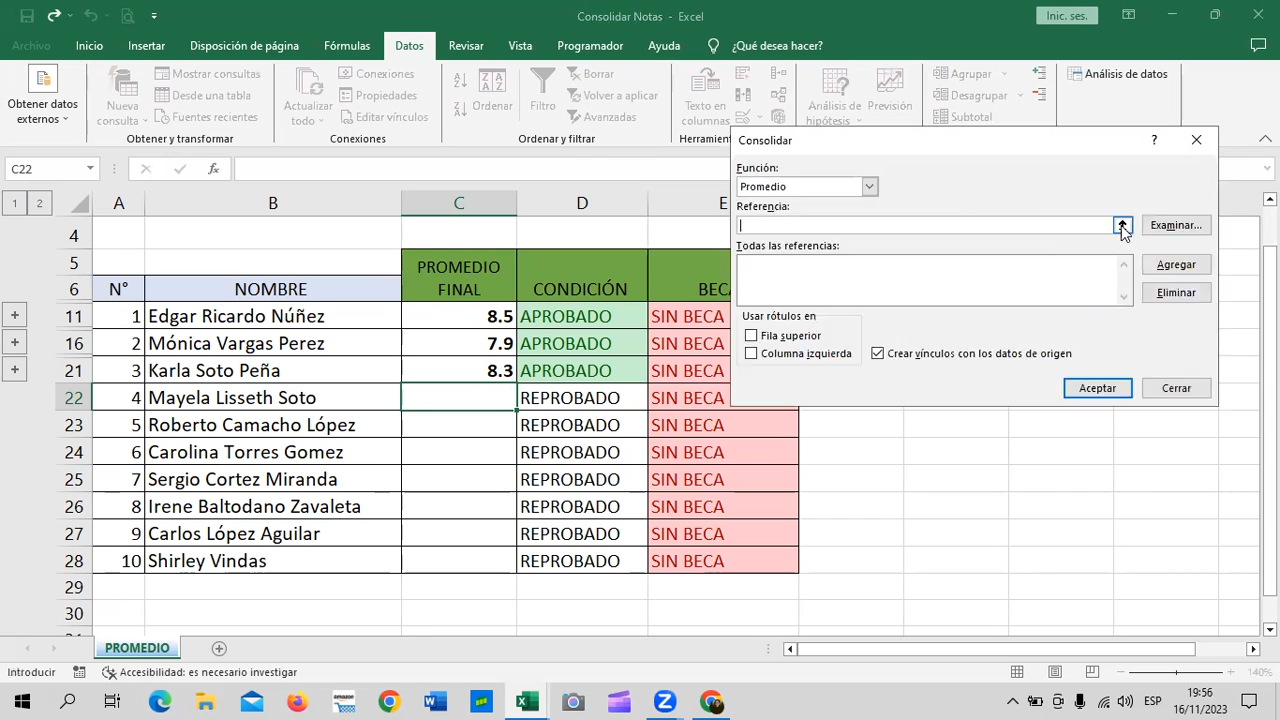 Consolidar Notas - Excel
Inic. ses.
Archivo Inicio Insertar Disposición de página Fórmulas Datos Revisar Vista Programador Ayuda ¿Qué desea hacer?
Obtener datos externos
Nueva consulta
Mostrar consultas
Desde una tabla
Fuentes recientes
Obtener y transformar
Actualizar todo
Conexiones
Propiedades
Editar vínculos
Conexiones
Ordenar
Filtro
Borrar
Volver a aplicar
Avanzadas
Ordenar y filtrar
Texto en columnas
Herramient
Análisis de hipótesis
Previsión
Agrupar
Desagrupar
Subtotal
Análisis de datos
C22
fx
Consolidar
?
Función:
Promedio
Referencia:
Examinar...
Todas las referencias:
Agregar
Eliminar
Usar rótulos en
Fila superior
Columna izquierda
Crear vínculos con los datos de origen
Aceptar
Cerrar
1 2
A B C D E
4
5 PROMEDIO
6 N° NOMBRE FINAL CONDICIÓN BEC
11 1 Edgar Ricardo Núñez 8.5 APROBADO SIN BECA
16 2 Mónica Vargas Perez 7.9 APROBADO SIN BECA
21 3 Karla Soto Peña 8.3 APROBADO SIN BECA
22 4 Mayela Lisseth Soto REPROBADO SIN BECA
23 5 Roberto Camacho López REPROBADO SIN BECA
24 6 Carolina Torres Gomez REPROBADO SIN BECA
25 7 Sergio Cortez Miranda REPROBADO SIN BECA
26 8 Irene Baltodano Zavaleta REPROBADO SIN BECA
27 9 Carlos López Aguilar REPROBADO SIN BECA
28 10 Shirley Vindas REPROBADO SIN BECA
29
30
PROMEDIO
Introducir
Accesibilidad: es necesario investigar
140%
amazon
ESP
19:56
16/11/2023